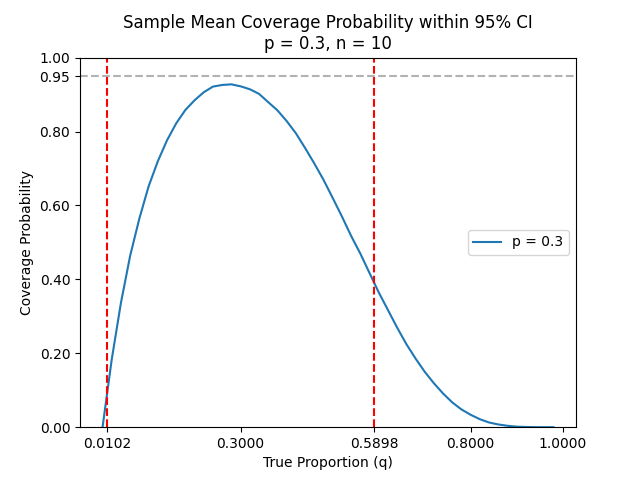 Sample Mean Coverage Probability within 95% CI
p = 0.3, n = 10
1.00
0.95
0.80
0.60
0.40
0.20
0.00
Coverage Probability
p = 0.3
0.0102 0.3000 0.5898 0.8000 1.0000
True Proportion (q)